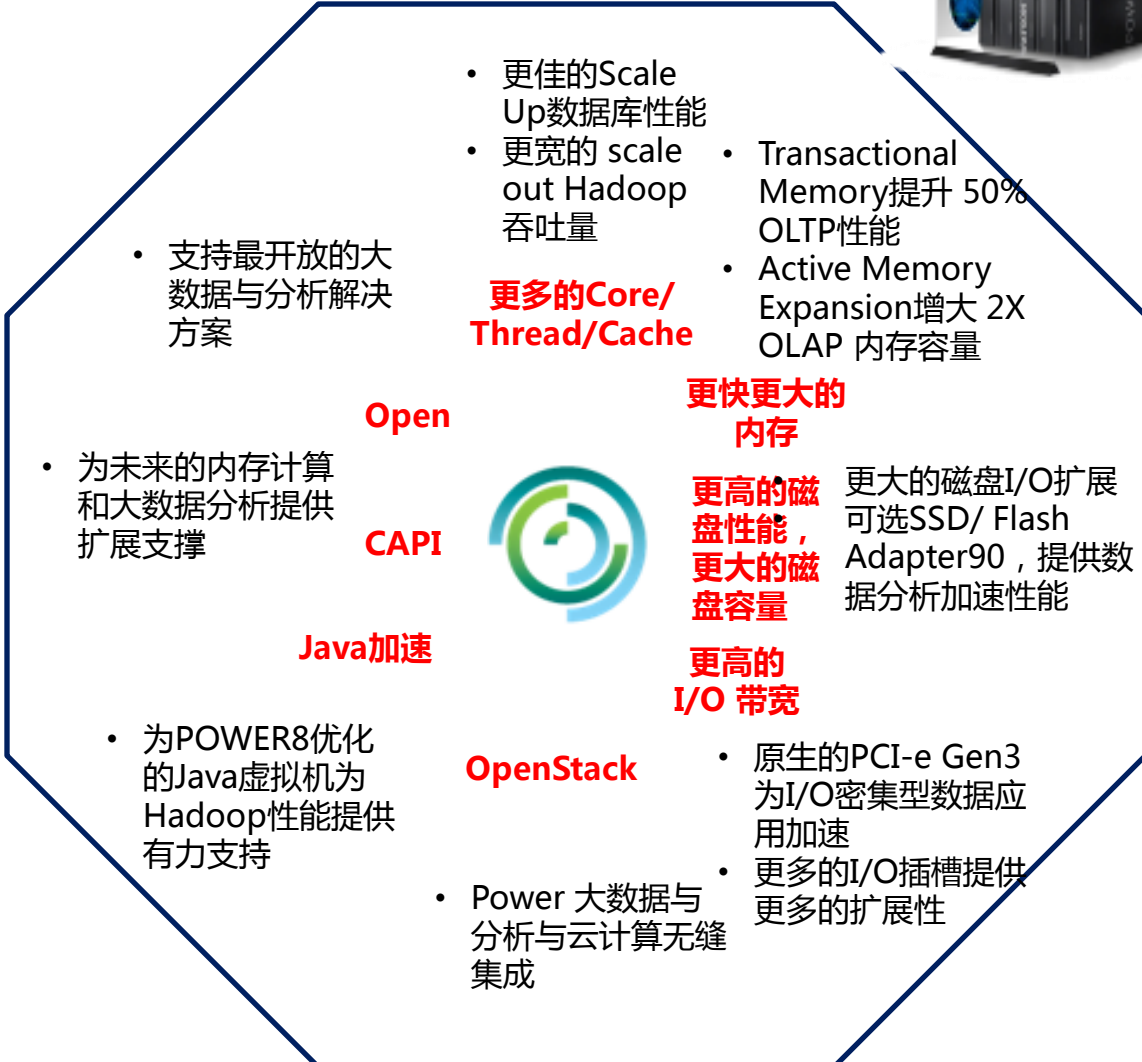 • 更佳的Scale
Up数据库性能
• 更宽的 scale
out Hadoop
吞吐量
• Transactional
Memory提升 50%
OLTP性能
• Active Memory
Expansion增大 2X
OLAP 内存容量
• 支持最开放的大
数据与分析解决
方案
更多的Core/
Thread/Cache
Open
更快更大的
内存
• 为未来的内存计算
和大数据分析提供
扩展支撑
CAPI
更高的磁
盘性能，
更大的磁
盘容量
• 更大的磁盘I/O扩展
• 可选SSD/ Flash
Adapter90，提供数
据分析加速性能
Java加速
更高的
I/O 带宽
• 为POWER8优化
的Java虚拟机为
Hadoop性能提供
有力支持
OpenStack
• 原生的PCI-e Gen3
为I/O密集型数据应
用加速
• 更多的I/O插槽提供
更多的扩展性
• Power 大数据与
分析与云计算无缝
集成